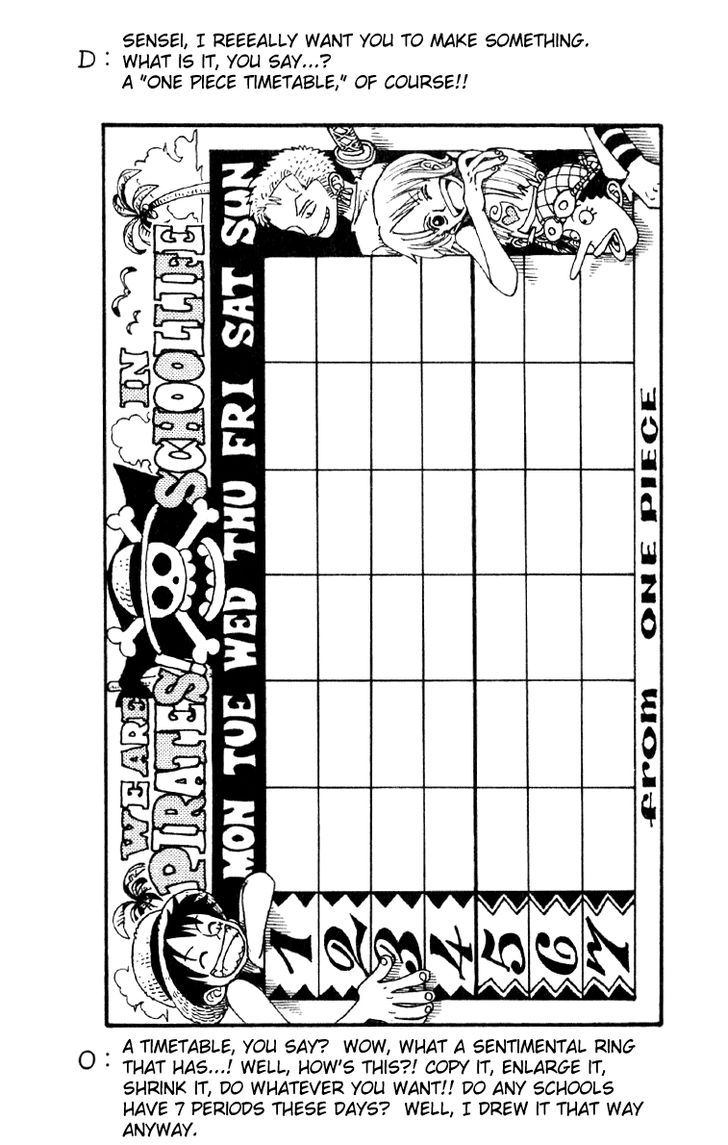 D: SENSEI, I REEEALLY WANT YOU TO MAKE SOMETHING.
WHAT IS IT, YOU SAY...?
A "ONE PIECE TIMETABLE," OF COURSE!!
WE ARE
PIRATES!
IN
SCHOOL LIFE
MON TUE WED THU FRI SAT SUN
1
2
3
4
5
6
7
from ONE PIECE
O: A TIMETABLE, YOU SAY? WOW, WHAT A SENTIMENTAL RING
THAT HAS...! WELL, HOW'S THIS?! COPY IT, ENLARGE IT,
SHRINK IT, DO WHATEVER YOU WANT!! DO ANY SCHOOLS
HAVE 7 PERIODS THESE DAYS? WELL, I DREW IT THAT WAY
ANYWAY.